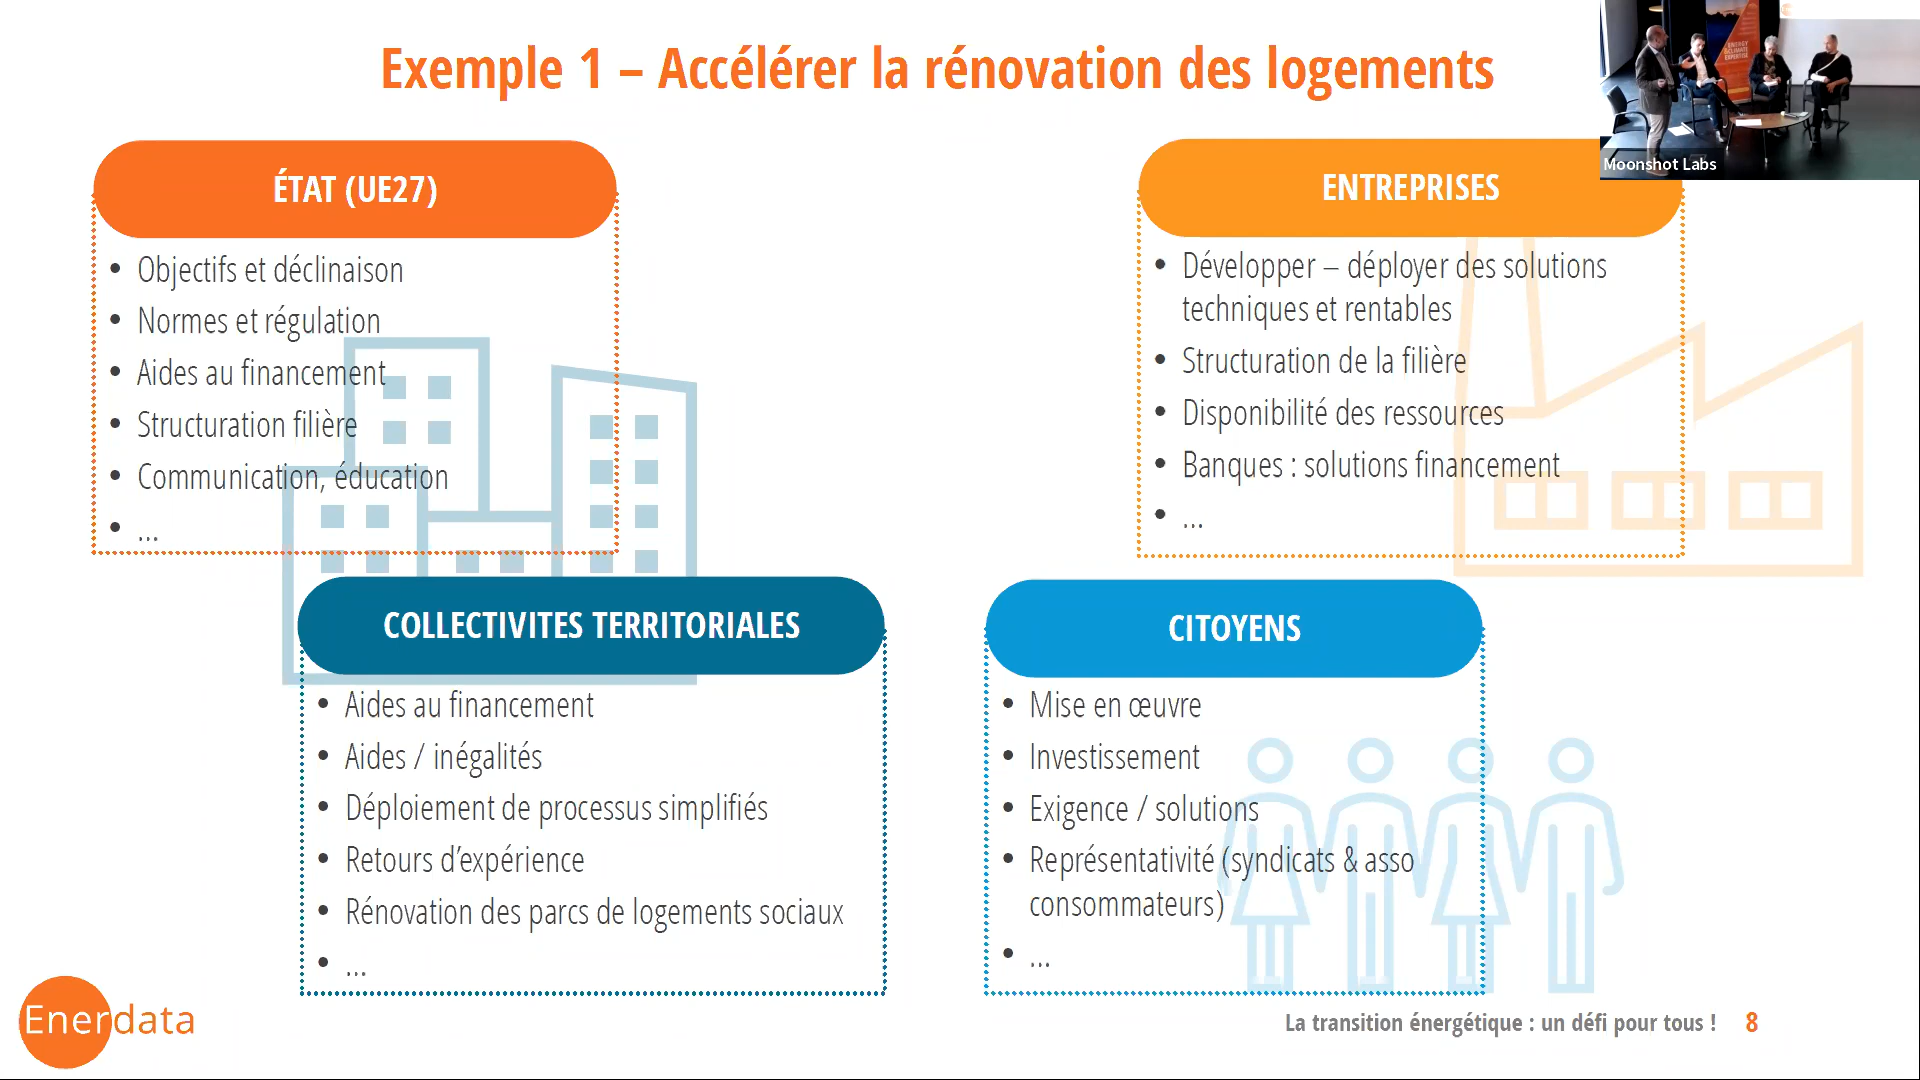 Exemple 1 – Accélérer la rénovation des logements
ÉTAT (UE27)
• Objectifs et déclinaison
• Normes et régulation
• Aides au financement
• Structuration filière
• Communication, éducation
• ...
ENTREPRISES
• Développer – déployer des solutions
techniques et rentables
• Structuration de la filière
• Disponibilité des ressources
• Banques : solutions financement
• ...
COLLECTIVITES TERRITORIALES
• Aides au financement
• Aides / inégalités
• Déploiement de processus simplifiés
• Retours d’expérience
• Rénovation des parcs de logements sociaux
• ...
CITOYENS
• Mise en œuvre
• Investissement
• Exigence / solutions
• Représentativité (syndicats & asso
consommateurs)
• ...
ENERGY
&CLIMATE
EXPERTISE
Moonshot Labs
Enerdata
La transition énergétique : un défi pour tous ! 8